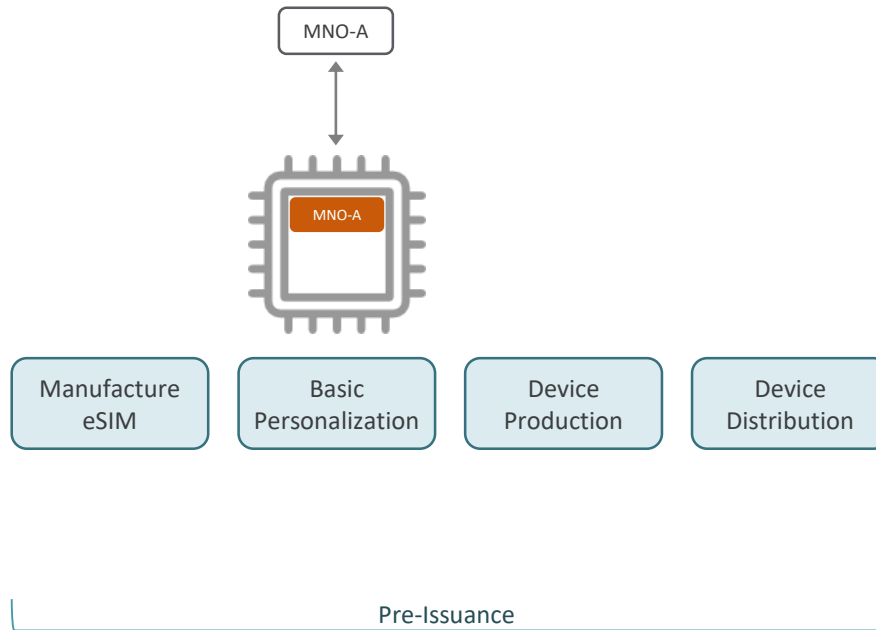 MNO-A
MNO-A
Manufacture
eSIM
Basic
Personalization
Device
Production
Device
Distribution
Pre-Issuance